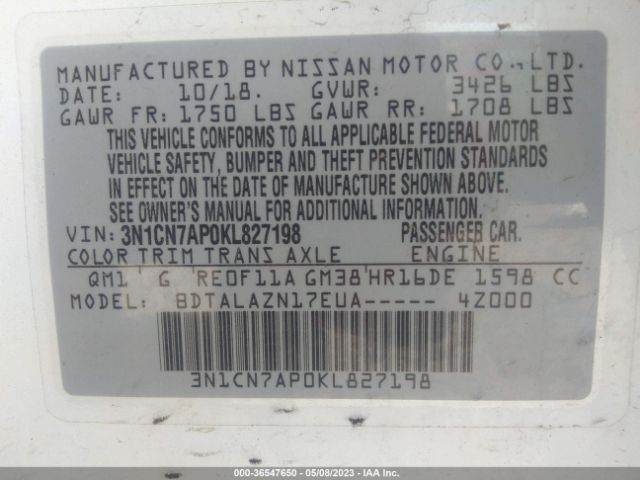 MANUFACTURED BY NISSAN MOTOR CO., LTD.
DATE: 10/18. GVWR: 3426 LBS
GAWR FR: 1750 LBS GAWR RR: 1708 LBS
THIS VEHICLE CONFORMS TO ALL APPLICABLE FEDERAL MOTOR
VEHICLE SAFETY, BUMPER AND THEFT PREVENTION STANDARDS
IN EFFECT ON THE DATE OF MANUFACTURE SHOWN ABOVE.
SEE OWNER'S MANUAL FOR ADDITIONAL INFORMATION.
VIN: 3N1CN7AP0KL827198 PASSENGER CAR.
COLOR TRIM TRANS AXLE ENGINE
QM1 G RE0F11A GM38 HR16DE 1598 CC
MODEL: BDTALAZN17EUA----- 4Z000
3N1CN7AP0KL827198
000-36547650 - 05/08/2023 - IAA Inc.